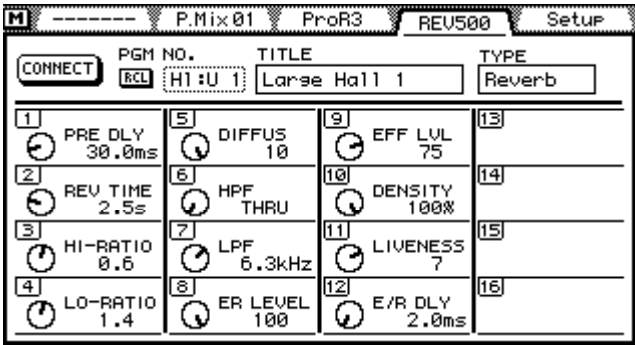 M ------- P.Mix01 ProR3 REV500 Setup
PGM NO. TITLE TYPE
CONNECT RCL H1:U 1 Large Hall 1 Reverb
1 5 9 13
PRE DLY DIFFUS EFF LVL
30.0ms 10 75
2 6 10 14
REV TIME HPF DENSITY
2.5s THRU 100%
3 7 11 15
HI-RATIO LPF LIVENESS
0.6 6.3kHz 7
4 8 12 16
LO-RATIO ER LEVEL E/R DLY
1.4 100 2.0ms